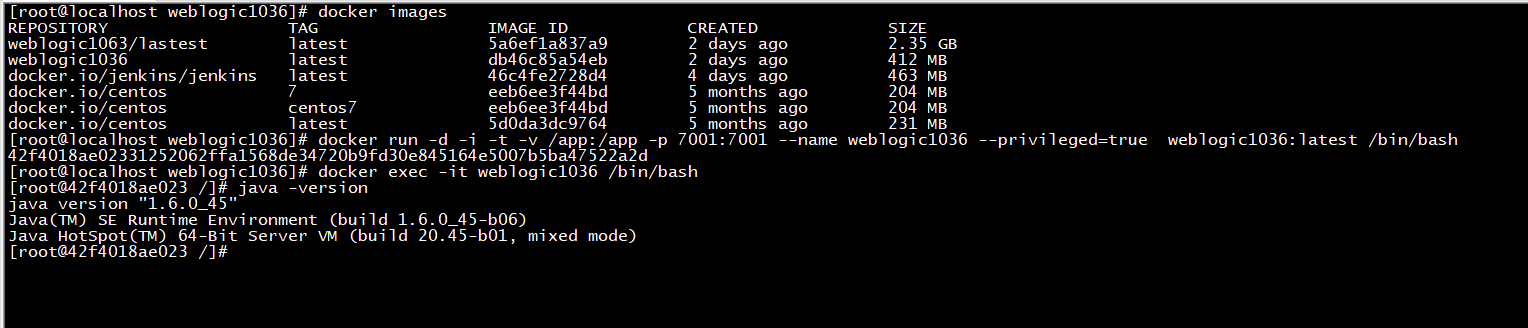 [root@localhost weblogic1036]# docker images
REPOSITORY TAG IMAGE ID CREATED SIZE
weblogic1063/lastest latest 5a6ef1a837a9 2 days ago 2.35 GB
weblogic1036 latest db46c85a54eb 2 days ago 412 MB
docker.io/jenkins/jenkins latest 46c4fe2728d4 4 days ago 463 MB
docker.io/centos 7 eeb6ee3f44bd 5 months ago 204 MB
docker.io/centos centos7 eeb6ee3f44bd 5 months ago 204 MB
docker.io/centos latest 5d0da3dc9764 5 months ago 231 MB
[root@localhost weblogic1036]# docker run -d -i -t -v /app:/app -p 7001:7001 --name weblogic1036 --privileged=true  weblogic1036:latest /bin/bash
42f4018ae02331252062ffa1568de34720b9fd30e845164e5007b5ba47522a2d
[root@localhost weblogic1036]# docker exec -it weblogic1036 /bin/bash
[root@42f4018ae023 /]# java -version
java version "1.6.0_45"
Java(TM) SE Runtime Environment (build 1.6.0_45-b06)
Java HotSpot(TM) 64-Bit Server VM (build 20.45-b01, mixed mode)
[root@42f4018ae023 /]#